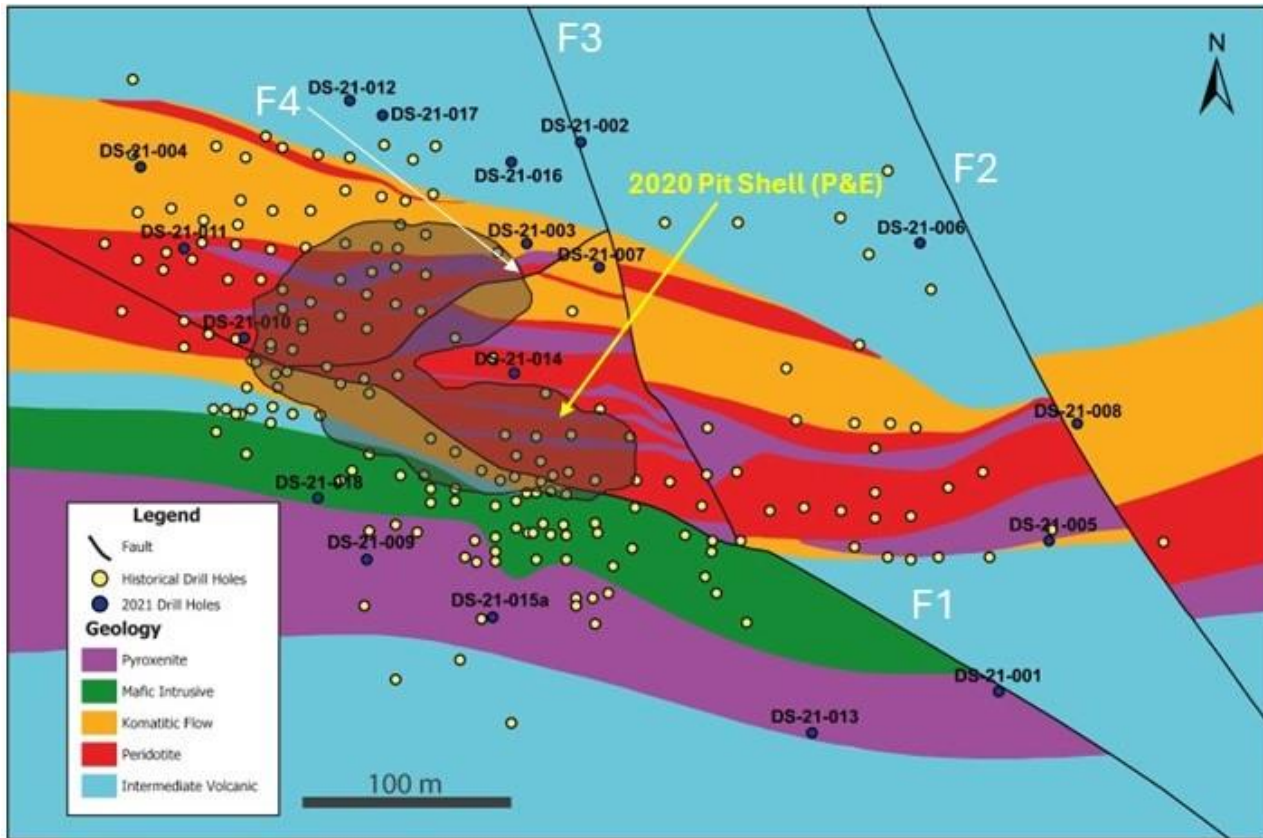 F3
F2
N
F4
DS-21-012
DS-21-017
DS-21-002
DS-21-004
DS-21-016
2020 Pit Shell (P&E)
DS-21-003
DS-21-006
DS-21-011
DS-21-007
DS-21-010
DS-21-014
DS-21-008
DS-21-018
DS-21-005
DS-21-009
DS-21-015a
F1
DS-21-001
DS-21-013
Legend
Fault
Historical Drill Holes
2021 Drill Holes
Geology
Pyroxenite
Mafic Intrusive
Komatitic Flow
Peridotite
Intermediate Volcanic
100 m